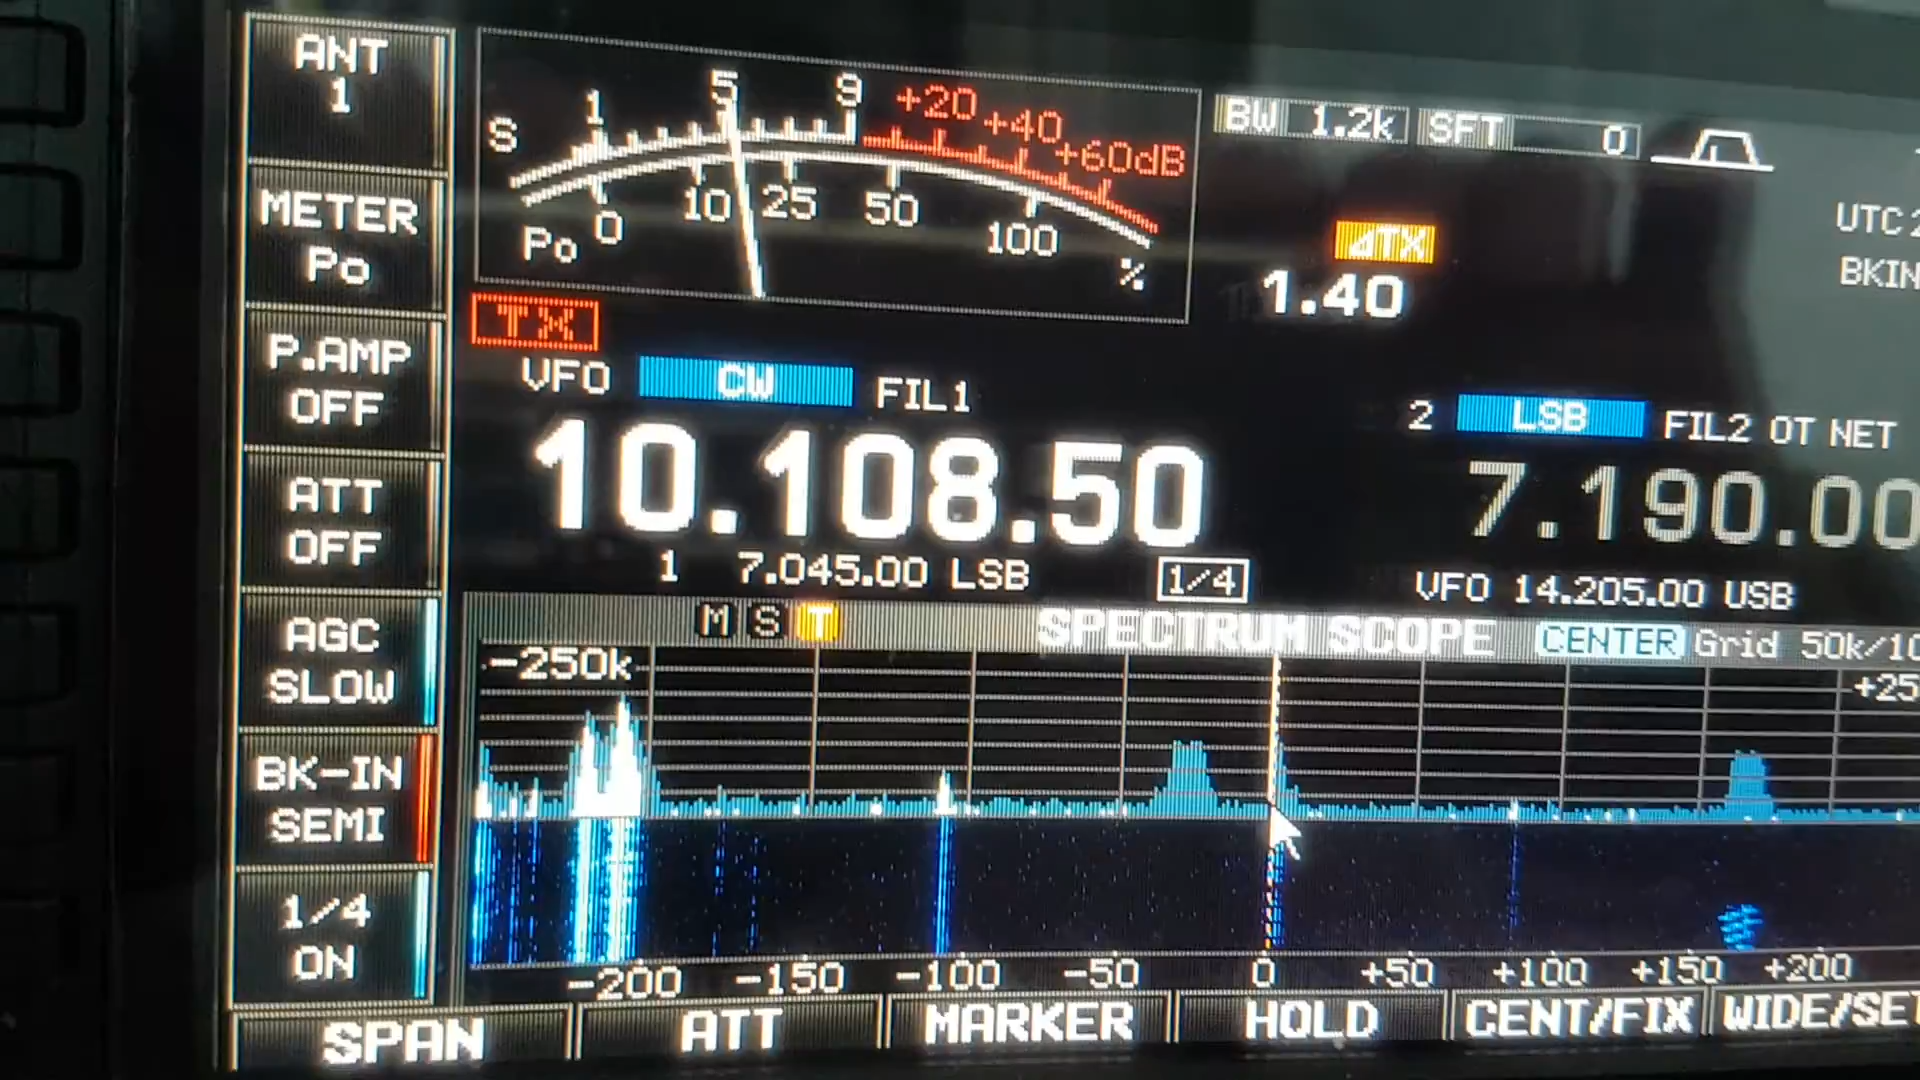 ANT
1
METER
Po
P.AMP
OFF
ATT
OFF
AGC
SLOW
BK-IN
SEMI
1/4
ON
S 1 5 9 +20 +40 +60dB
Po 0 10 25 50 100 %
BW 1.2k SFT 0
⊿TX
1.40
UTC 2
BKIN
TX
VFO CW FIL1
10.108.50
1 7.045.00 LSB 1/4
2 LSB FIL2 OT NET
7.190.00
VFO 14.205.00 USB
M S T SPECTRUM SCOPE CENTER Grid 50k/10
-250k +25
-200 -150 -100 -50 0 +50 +100 +150 +200
SPAN ATT MARKER HOLD CENT/FIX WIDE/SET